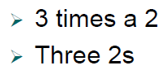 ➢ 3 times a 2
➢ Three 2s